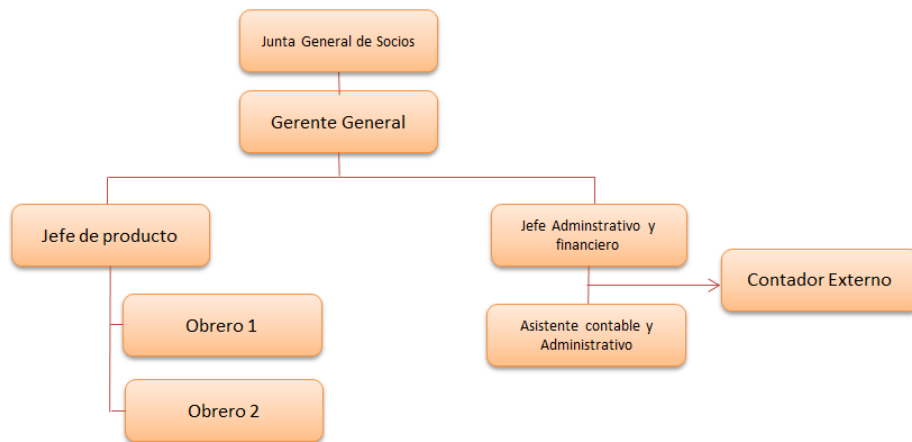 Junta General de Socios
Gerente General
Jefe de producto
Jefe Adminstrativo y
financiero
Contador Externo
Obrero 1
Asistente contable y
Administrativo
Obrero 2